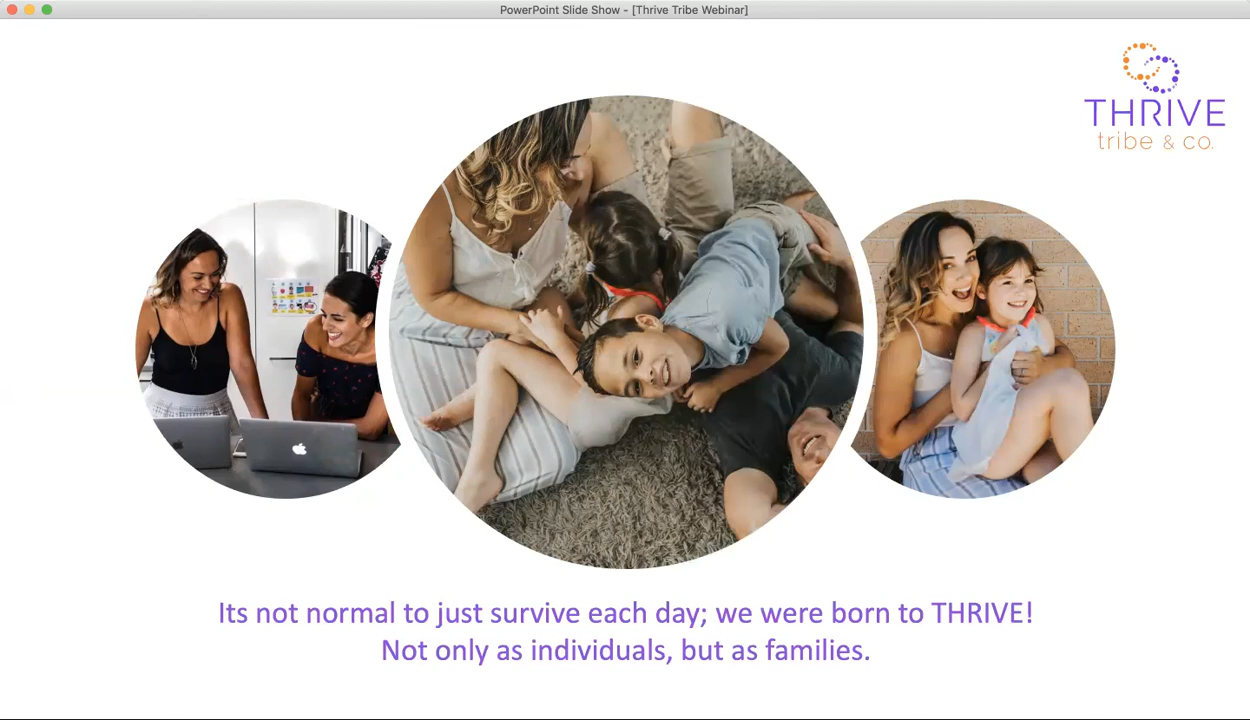 PowerPoint Slide Show - [Thrive Tribe Webinar]
THRIVE
tribe & co.
Its not normal to just survive each day; we were born to THRIVE!
Not only as individuals, but as families.